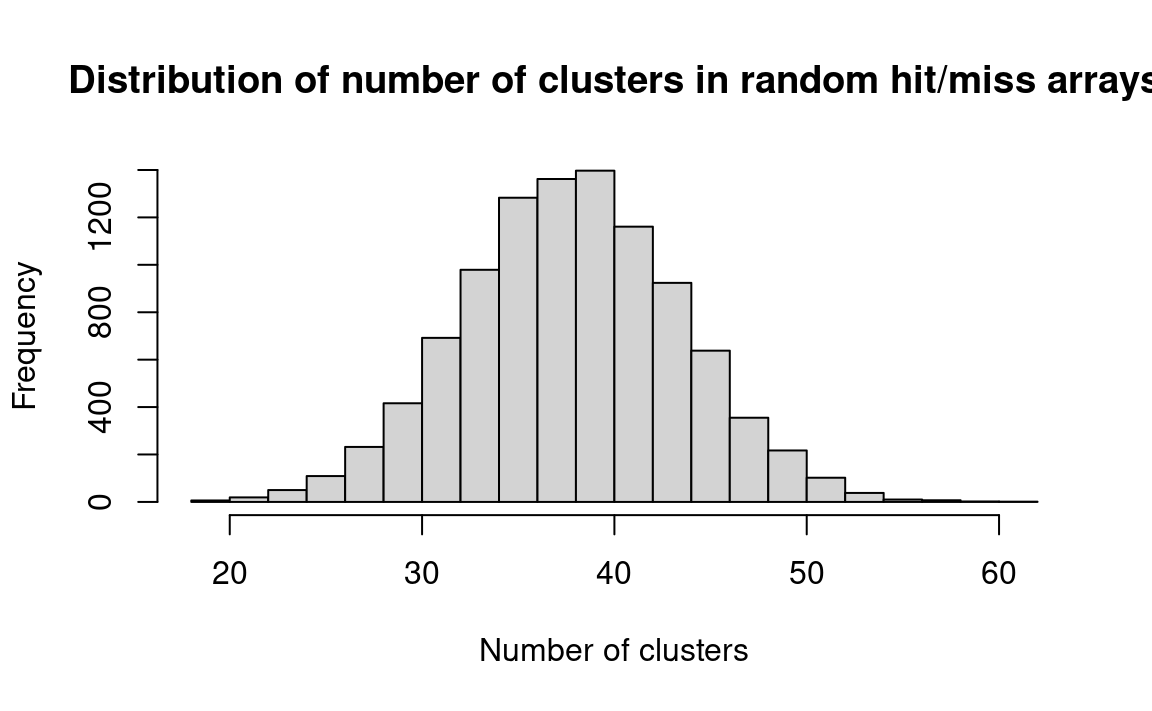 Distribution of number of clusters in random hit/miss arrays
Frequency
1200
800
400
0
20 30 40 50 60
Number of clusters